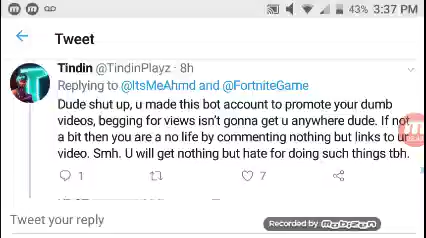 43% 3:37 PM
Tweet
Tindin @TindinPlayz · 8h
Replying to @ItsMeAhmd and @FortniteGame
Dude shut up, u made this bot account to promote your dumb
videos, begging for views isn't gonna get u anywhere dude. If not
a bit then you are a no life by commenting nothing but links to ur
video. Smh. U will get nothing but hate for doing such things tbh.
1 7
Tweet your reply
Recorded by Mobizen